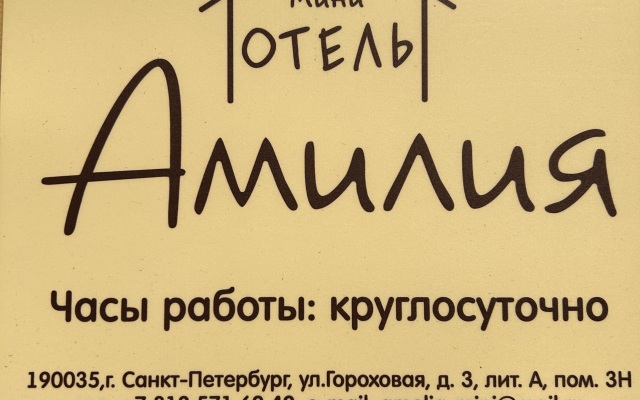 Мини
ОТЕЛЬ
Амилия
Часы работы: круглосуточно
190035,г. Санкт-Петербург, ул.Гороховая, д. 3, лит. А, пом. 3Н